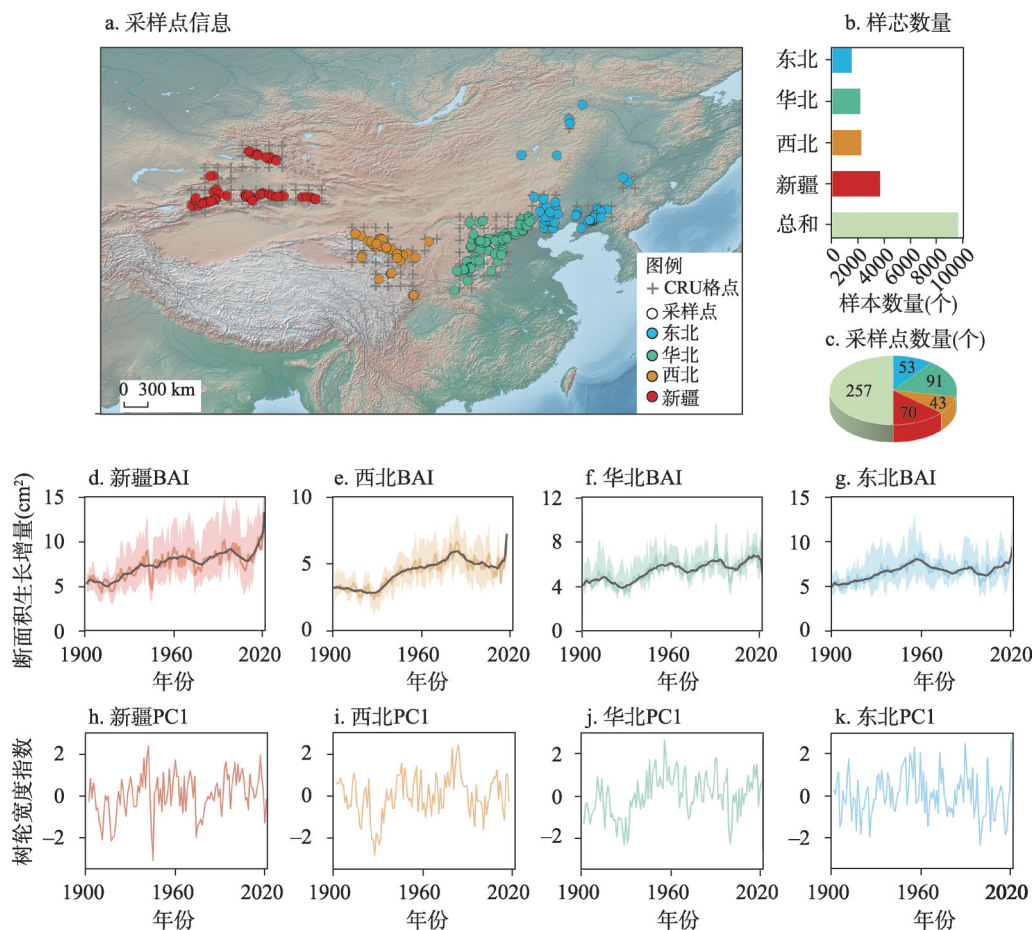 a. 采样点信息
图例
CRU格点
采样点
东北
华北
西北
新疆
0 300 km
b. 样芯数量
东北
华北
西北
新疆
总和
0 2000 4000 6000 8000 10000
样本数量(个)
c. 采样点数量(个)
53
91
43
70
257
断面积生长增量(cm²)
d. 新疆BAI
15
10
5
0
1900 1960 2020
年份
e. 西北BAI
10
5
0
1900 1960 2020
年份
f. 华北BAI
12
8
4
0
1900 1960 2020
年份
g. 东北BAI
15
10
5
0
1900 1960 2020
年份
树轮宽度指数
h. 新疆PC1
2
0
−2
1900 1960 2020
年份
i. 西北PC1
2
0
−2
1900 1960 2020
年份
j. 华北PC1
2
0
−2
1900 1960 2020
年份
k. 东北PC1
2
0
−2
1900 1960 2020
年份